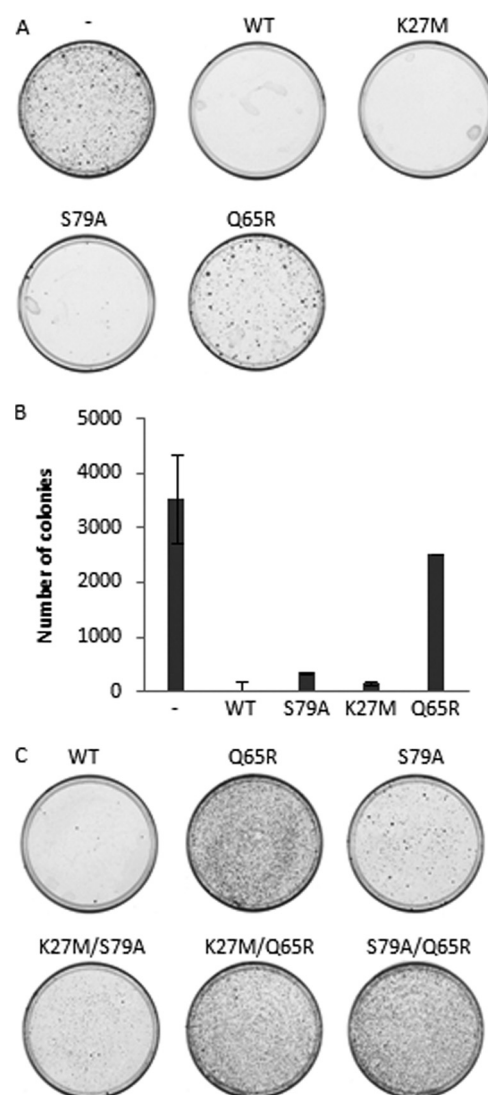 A
- WT K27M
S79A Q65R
B
Number of colonies
5000
4000
3000
2000
1000
0
- WT S79A K27M Q65R
C
WT Q65R S79A
K27M/S79A K27M/Q65R S79A/Q65R